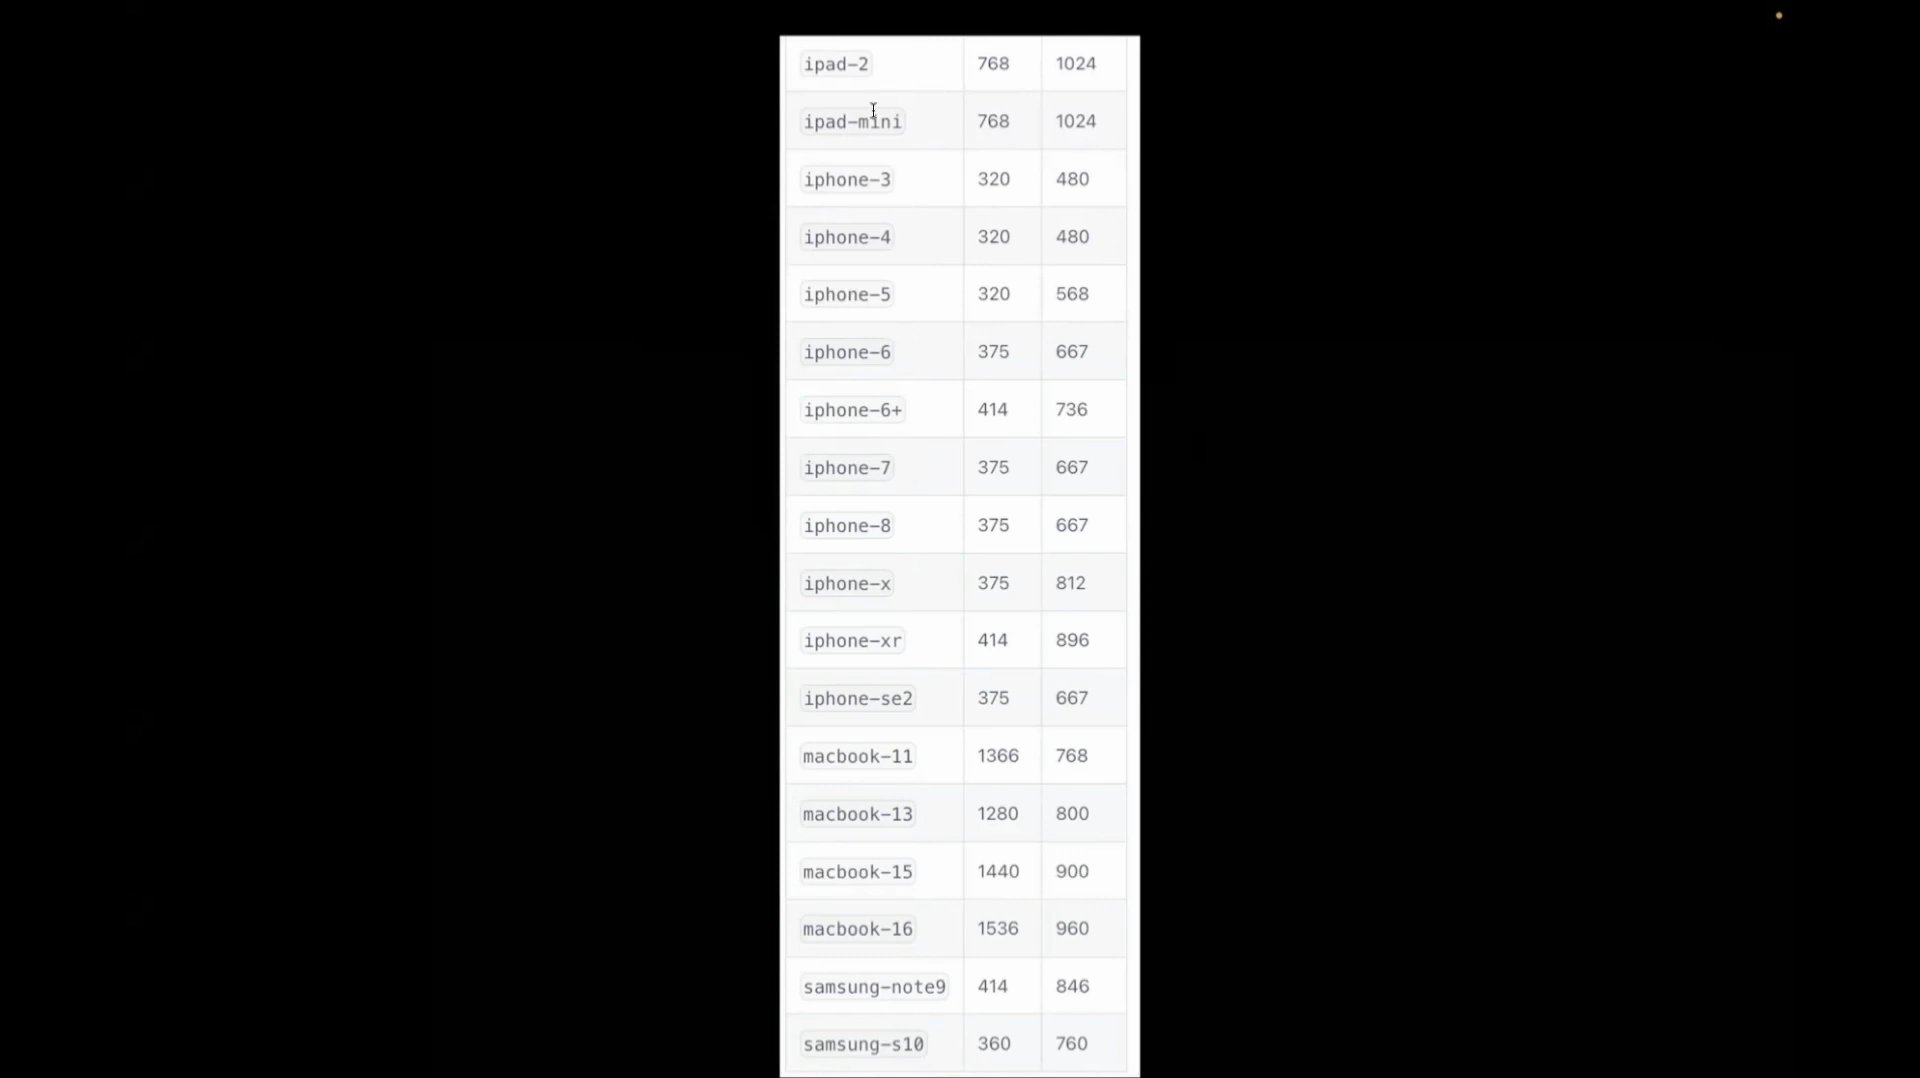 ipad-2 768 1024
ipad-mini 768 1024
iphone-3 320 480
iphone-4 320 480
iphone-5 320 568
iphone-6 375 667
iphone-6+ 414 736
iphone-7 375 667
iphone-8 375 667
iphone-x 375 812
iphone-xr 414 896
iphone-se2 375 667
macbook-11 1366 768
macbook-13 1280 800
macbook-15 1440 900
macbook-16 1536 960
samsung-note9 414 846
samsung-s10 360 760